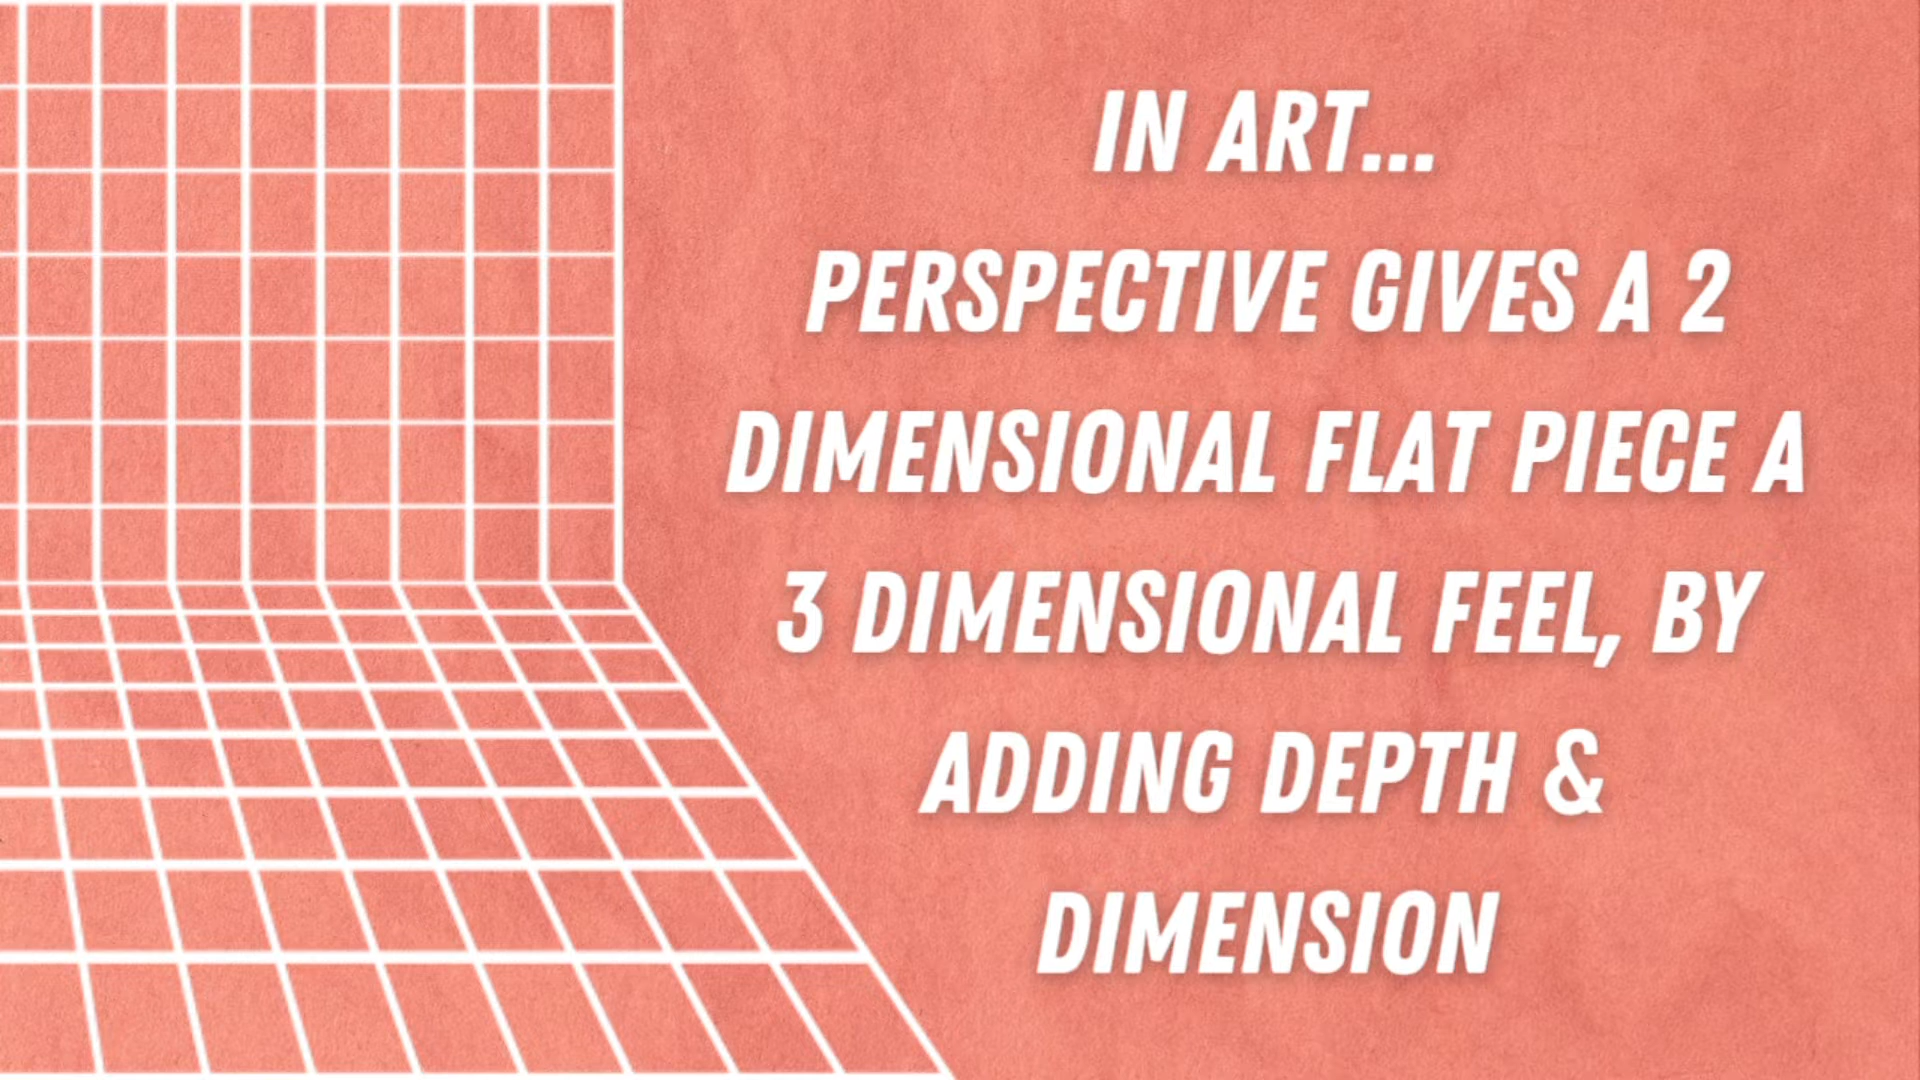 IN ART...
PERSPECTIVE GIVES A 2
DIMENSIONAL FLAT PIECE A
3 DIMENSIONAL FEEL, BY
ADDING DEPTH &
DIMENSION